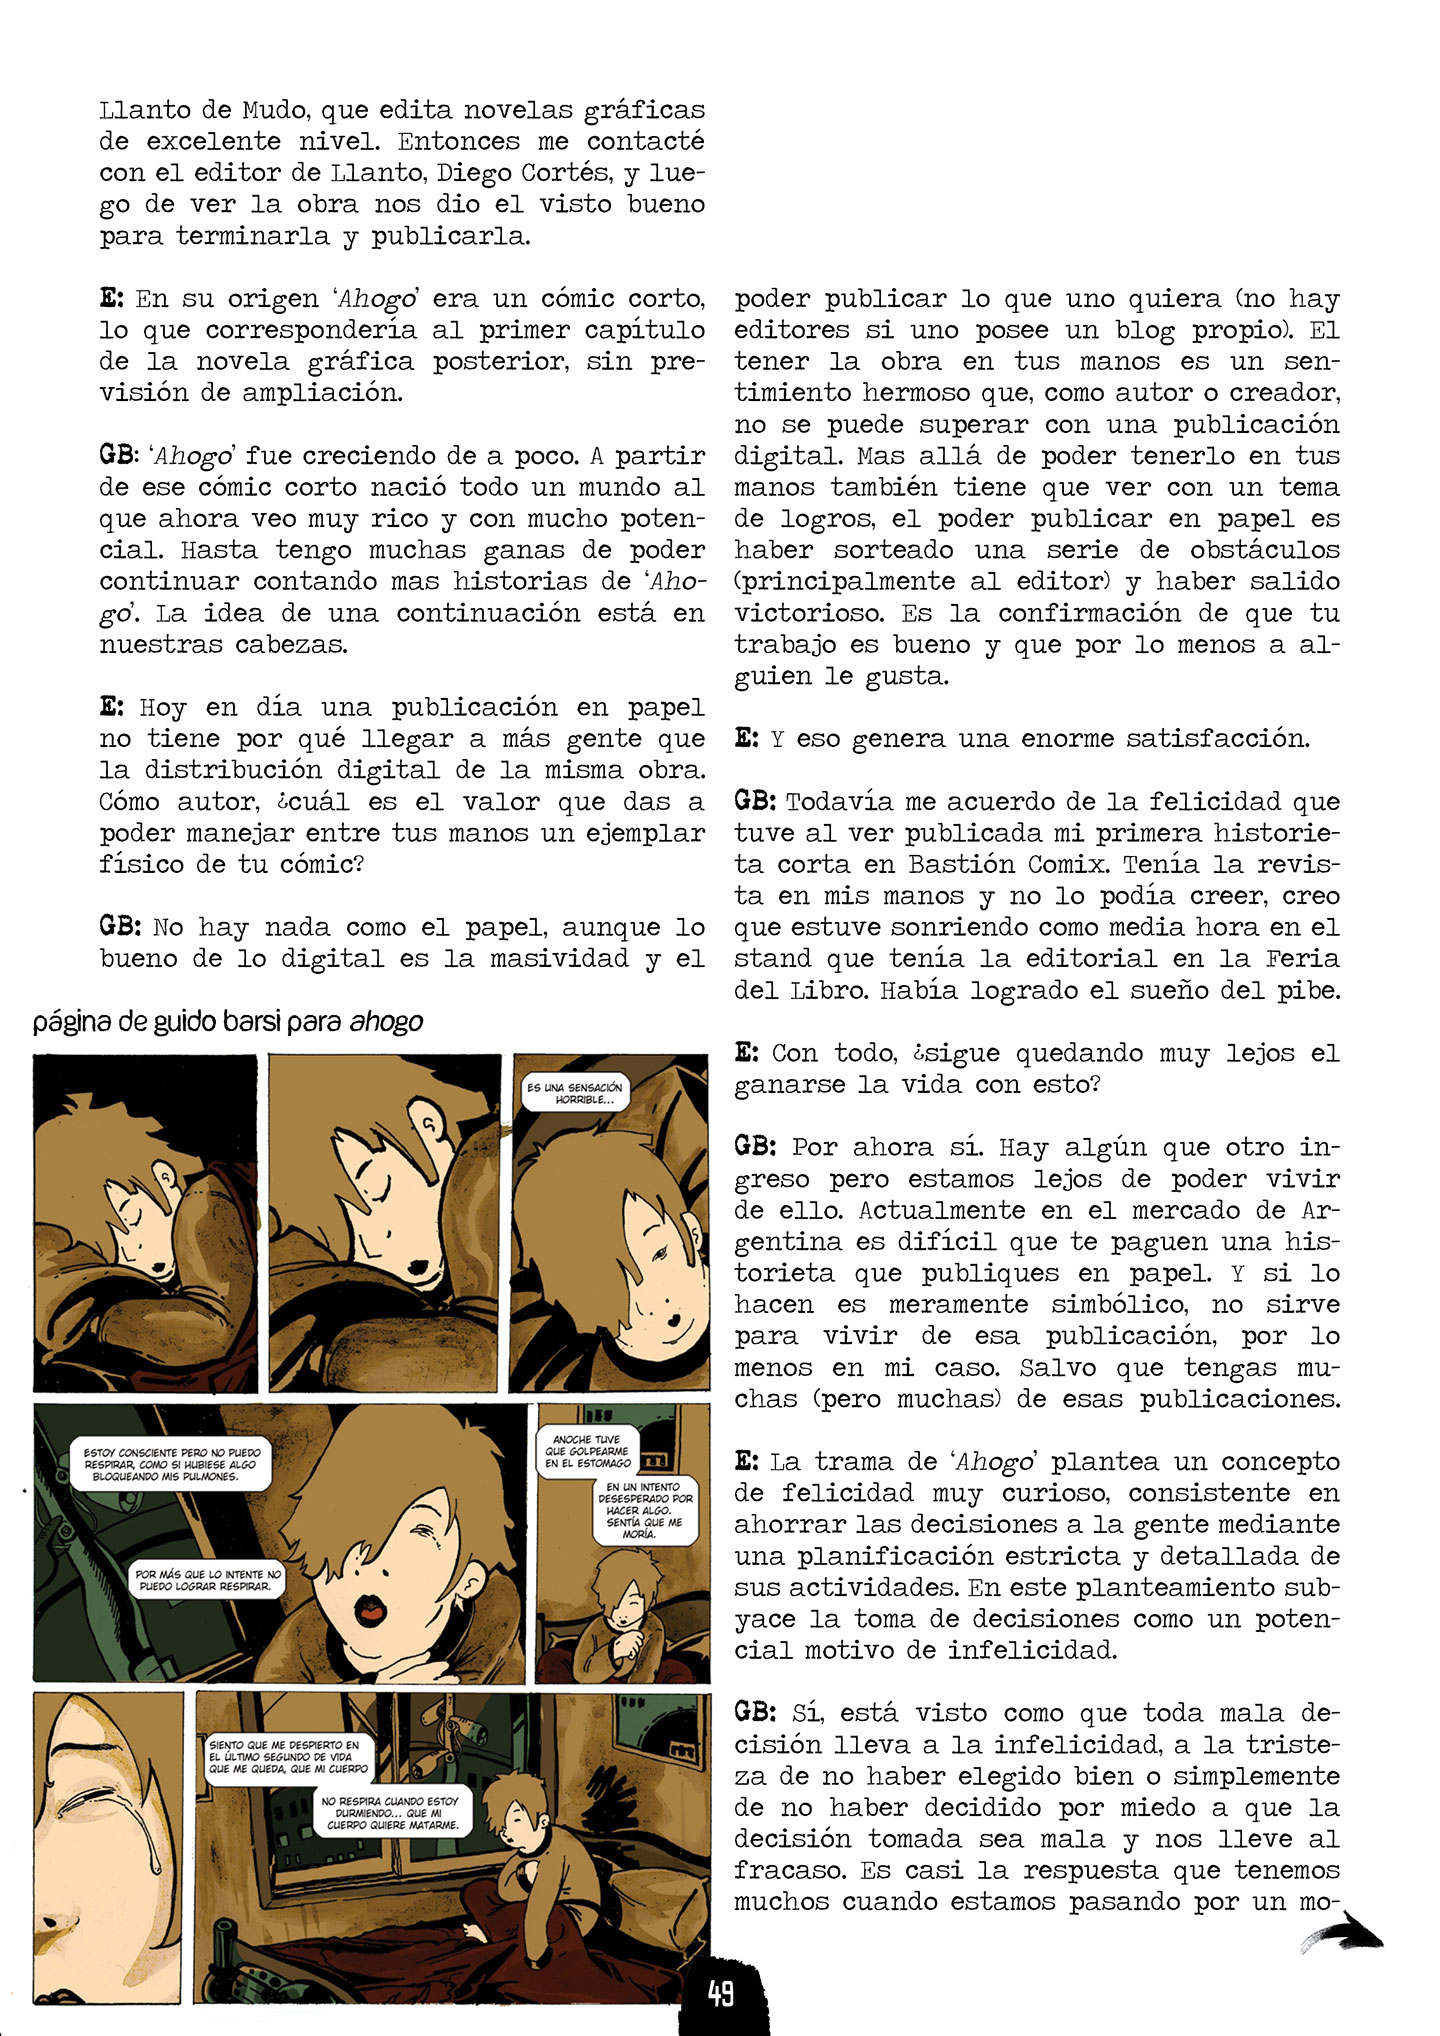 Llanto de Mudo, que edita novelas gráficas
de excelente nivel. Entonces me contacté
con el editor de Llanto, Diego Cortés, y lue-
go de ver la obra nos dio el visto bueno
para terminarla y publicarla.
E: En su origen ‘Ahogo’ era un cómic corto,
lo que correspondería al primer capítulo
de la novela gráfica posterior, sin pre-
visión de ampliación.
GB: ‘Ahogo’ fue creciendo de a poco. A partir
de ese cómic corto nació todo un mundo al
que ahora veo muy rico y con mucho poten-
cial. Hasta tengo muchas ganas de poder
continuar contando mas historias de ‘Aho-
go’. La idea de una continuación está en
nuestras cabezas.
E: Hoy en día una publicación en papel
no tiene por qué llegar a más gente que
la distribución digital de la misma obra.
Cómo autor, ¿cuál es el valor que das a
poder manejar entre tus manos un ejemplar
físico de tu cómic?
GB: No hay nada como el papel, aunque lo
bueno de lo digital es la masividad y el
poder publicar lo que uno quiera (no hay
editores si uno posee un blog propio). El
tener la obra en tus manos es un sen-
timiento hermoso que, como autor o creador,
no se puede superar con una publicación
digital. Mas allá de poder tenerlo en tus
manos también tiene que ver con un tema
de logros, el poder publicar en papel es
haber sorteado una serie de obstáculos
(principalmente al editor) y haber salido
victorioso. Es la confirmación de que tu
trabajo es bueno y que por lo menos a al-
guien le gusta.
E: Y eso genera una enorme satisfacción.
GB: Todavía me acuerdo de la felicidad que
tuve al ver publicada mi primera historie-
ta corta en Bastión Comix. Tenía la revis-
ta en mis manos y no lo podía creer, creo
que estuve sonriendo como media hora en el
stand que tenía la editorial en la Feria
del Libro. Había logrado el sueño del pibe.
E: Con todo, ¿sigue quedando muy lejos el
ganarse la vida con esto?
GB: Por ahora sí. Hay algún que otro in-
greso pero estamos lejos de poder vivir
de ello. Actualmente en el mercado de Ar-
gentina es difícil que te paguen una his-
torieta que publiques en papel. Y si lo
hacen es meramente simbólico, no sirve
para vivir de esa publicación, por lo
menos en mi caso. Salvo que tengas mu-
chas (pero muchas) de esas publicaciones.
E: La trama de ‘Ahogo’ plantea un concepto
de felicidad muy curioso, consistente en
ahorrar las decisiones a la gente mediante
una planificación estricta y detallada de
sus actividades. En este planteamiento sub-
yace la toma de decisiones como un poten-
cial motivo de infelicidad.
GB: Sí, está visto como que toda mala de-
cisión lleva a la infelicidad, a la triste-
za de no haber elegido bien o simplemente
de no haber decidido por miedo a que la
decisión tomada sea mala y nos lleve al
fracaso. Es casi la respuesta que tenemos
muchos cuando estamos pasando por un mo-
página de guido barsi para ahogo
ES UNA SENSACIÓN
HORRIBLE...
ESTOY CONSCIENTE PERO NO PUEDO
RESPIRAR, COMO SI HUBIESE ALGO
BLOQUEANDO MIS PULMONES.
POR MÁS QUE LO INTENTE NO
PUEDO LOGRAR RESPIRAR.
ANOCHE TUVE
QUE GOLPEARME
EN EL ESTOMAGO
EN UN INTENTO
DESESPERADO POR
HACER ALGO.
SENTÍA QUE ME
MORÍA.
SIENTO QUE ME DESPIERTO EN
EL ÚLTIMO SEGUNDO DE VIDA
QUE ME QUEDA, QUE MI CUERPO
NO RESPIRA CUANDO ESTOY
DURMIENDO... QUE MI
CUERPO QUIERE MATARME.
49